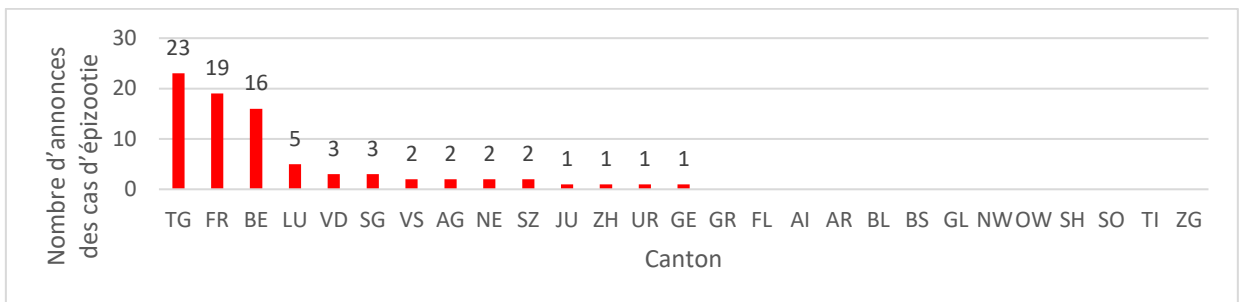 Nombre d'annonces
des cas d'épizootie
30
20
10
0
23 19 16 5 3 3 2 2 2 2 1 1 1 1
TG FR BE LU VD SG VS AG NE SZ JU ZH UR GE GR FL AI AR BL BS GL NW OW SH SO TI ZG
Canton